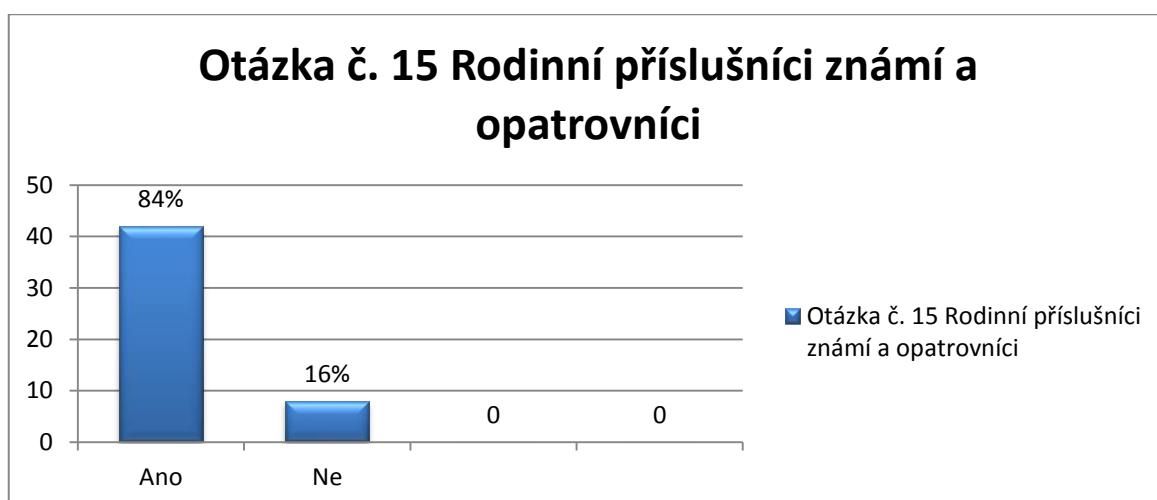 Otázka č. 15 Rodinní příslušníci známí a
opatrovníci
50
40
30
20
10
0
84%
16%
0
0
Ano
Ne
Otázka č. 15 Rodinní příslušníci
známí a opatrovníci